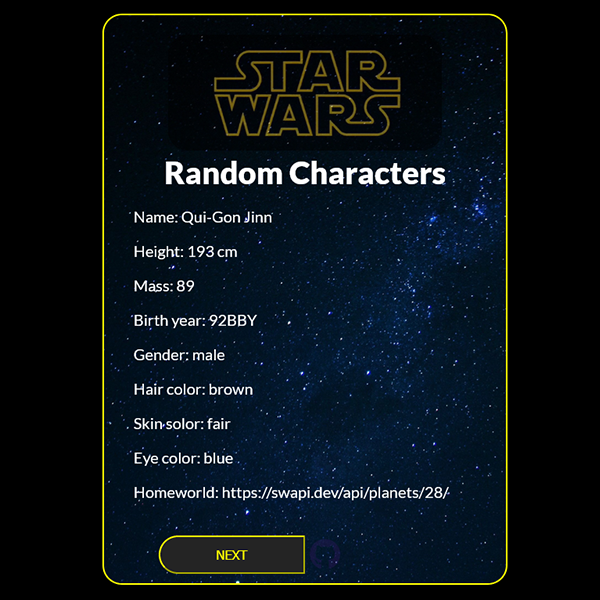 STAR
WARS
Random Characters
Name: Qui-Gon Jinn
Height: 193 cm
Mass: 89
Birth year: 92BBY
Gender: male
Hair color: brown
Skin solor: fair
Eye color: blue
Homeworld: https://swapi.dev/api/planets/28/
NEXT